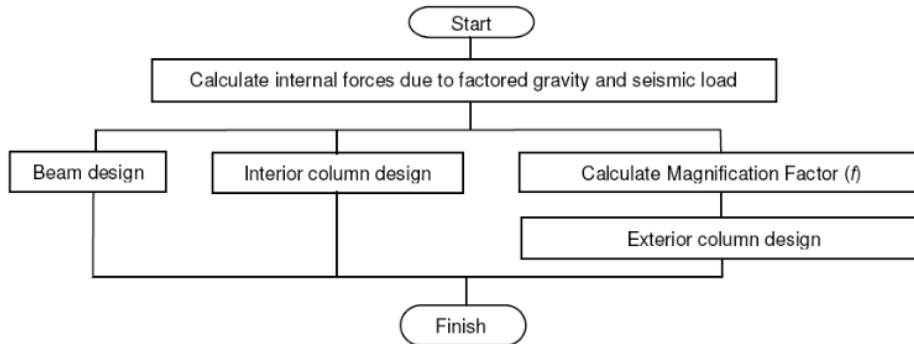 Start
Calculate internal forces due to factored gravity and seismic load
Beam design
Interior column design
Calculate Magnification Factor (f)
Exterior column design
Finish